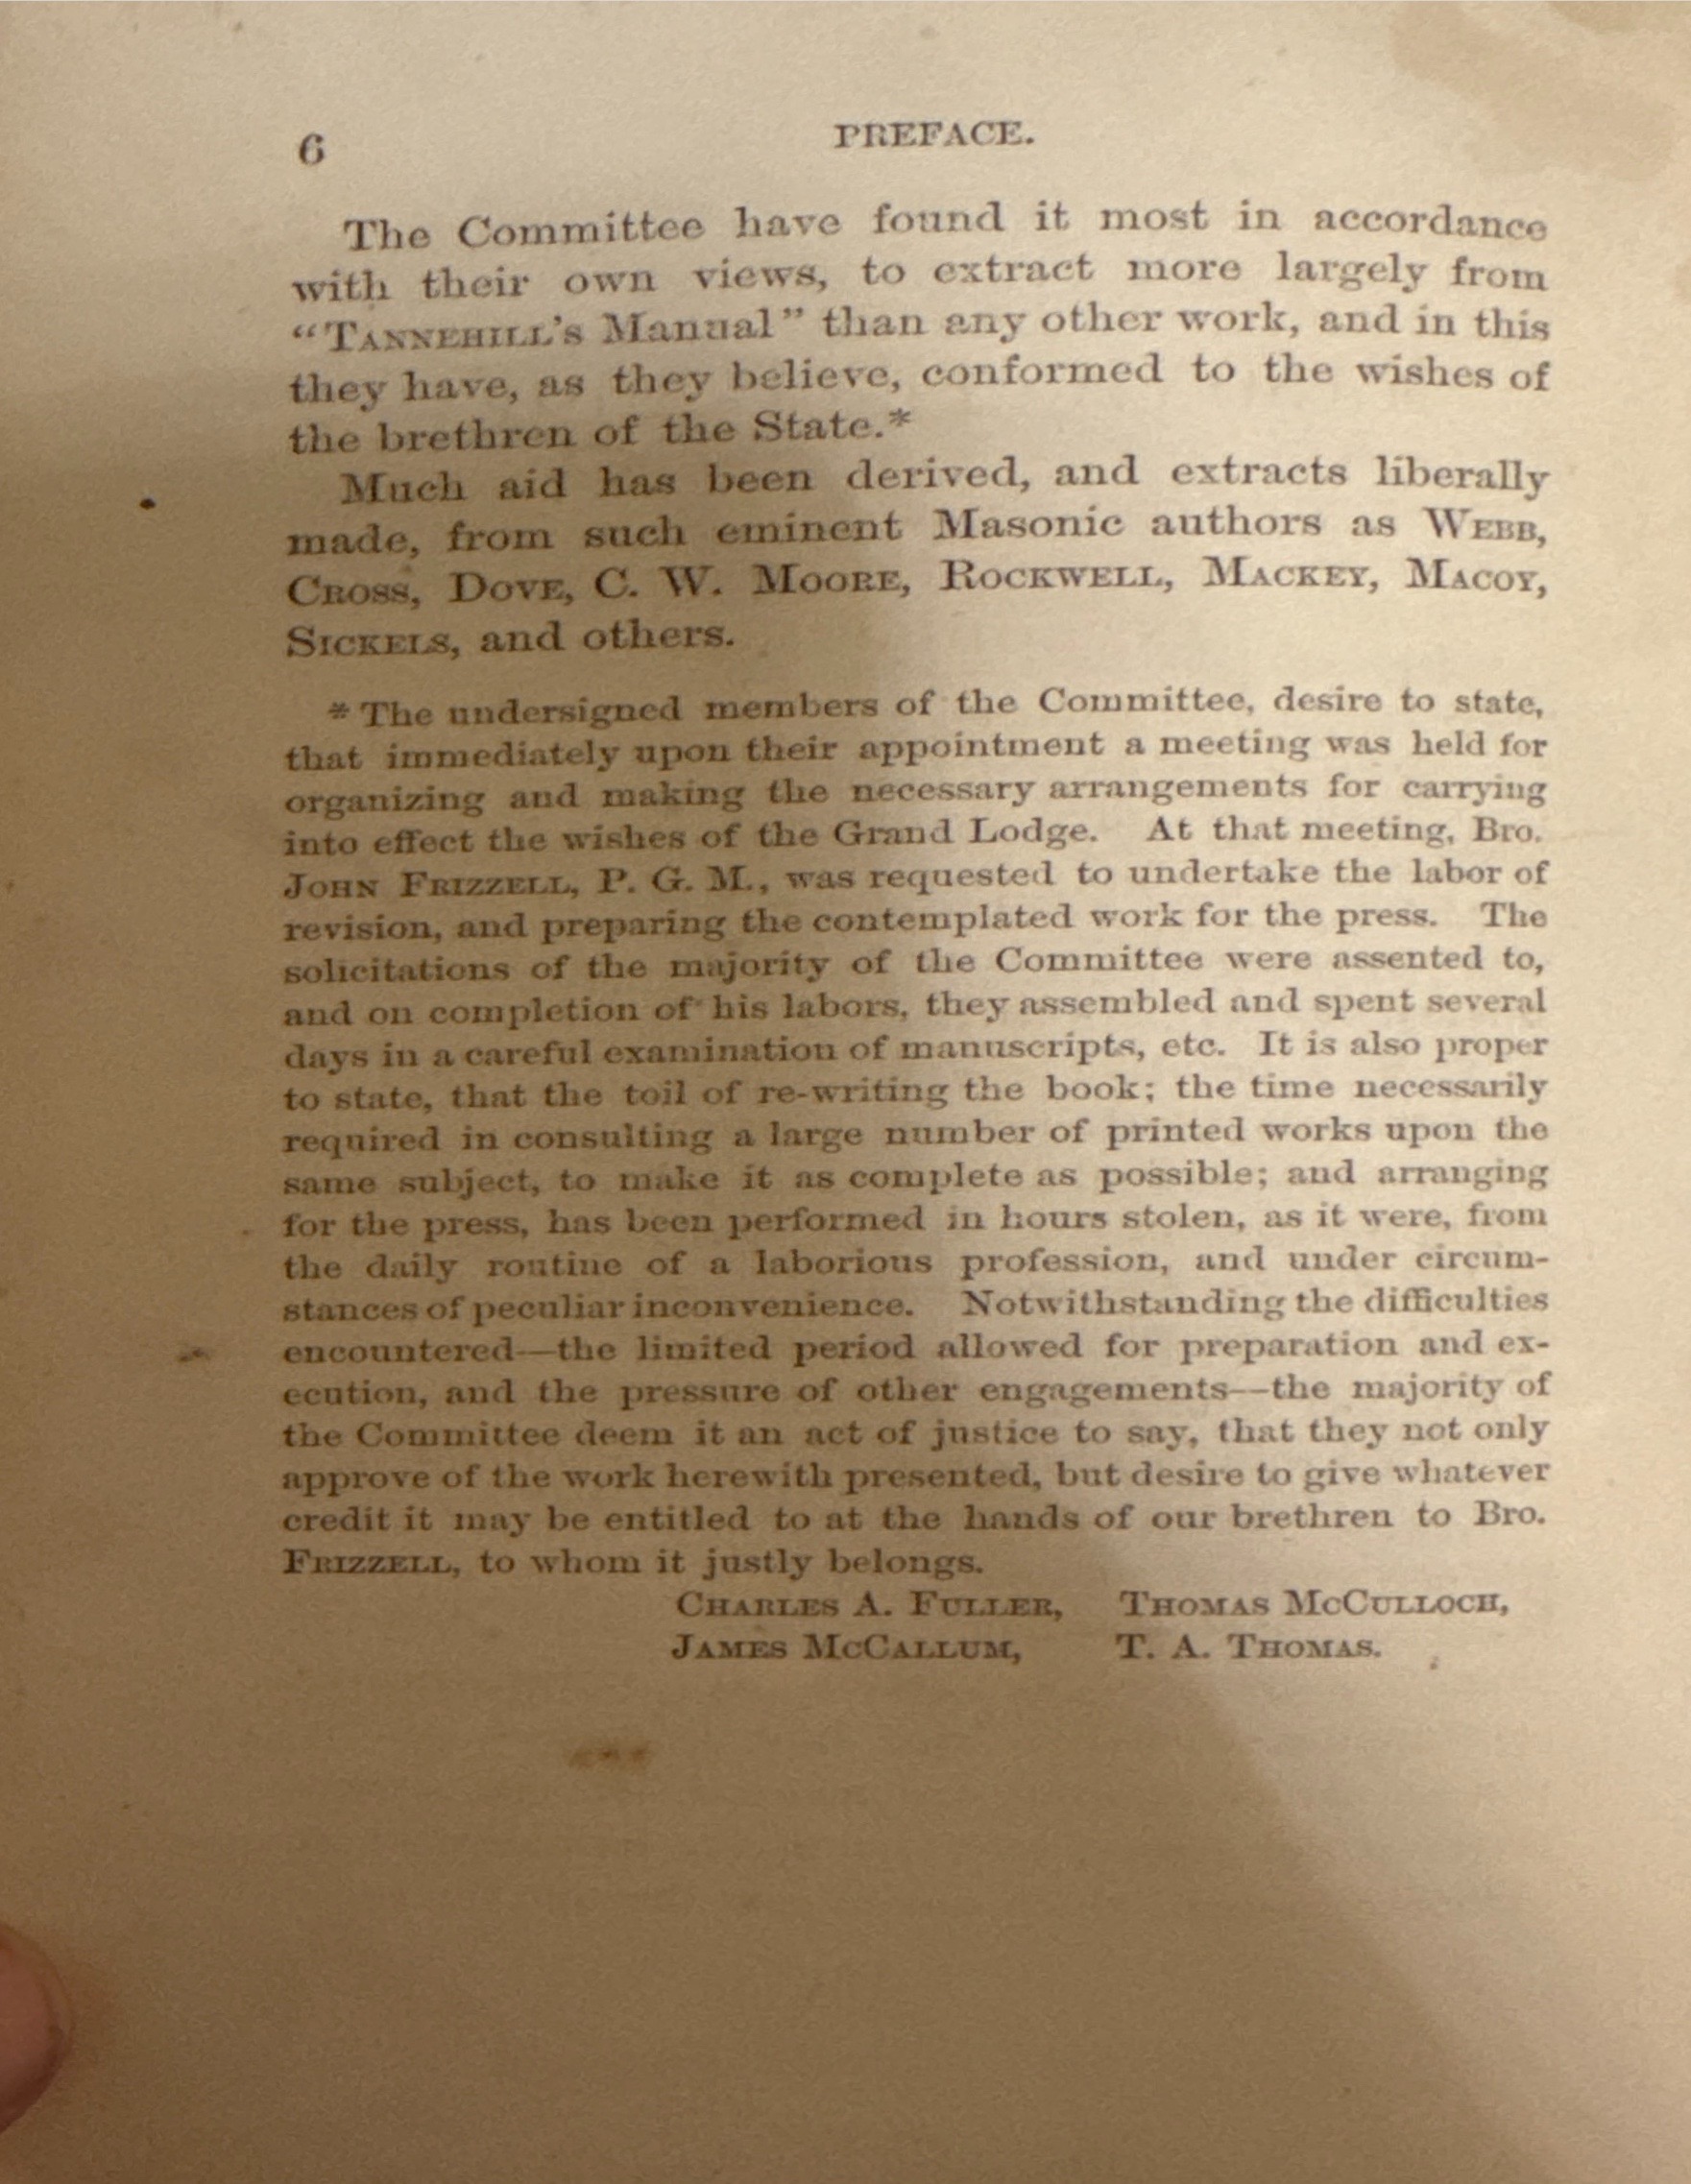 6 PREFACE.
The Committee have found it most in accordance
with their own views, to extract more largely from
“TANNEHILL’S Manual” than any other work, and in this
they have, as they believe, conformed to the wishes of
the brethren of the State.*
Much aid has been derived, and extracts liberally
made, from such eminent Masonic authors as WEBB,
CROSS, DOVE, C. W. MOORE, ROCKWELL, MACKEY, MACOY,
SICKELS, and others.
* The undersigned members of the Committee, desire to state,
that immediately upon their appointment a meeting was held for
organizing and making the necessary arrangements for carrying
into effect the wishes of the Grand Lodge. At that meeting, Bro.
JOHN FRIZZELL, P. G. M., was requested to undertake the labor of
revision, and preparing the contemplated work for the press. The
solicitations of the majority of the Committee were assented to,
and on completion of his labors, they assembled and spent several
days in a careful examination of manuscripts, etc. It is also proper
to state, that the toil of re-writing the book; the time necessarily
required in consulting a large number of printed works upon the
same subject, to make it as complete as possible; and arranging
for the press, has been performed in hours stolen, as it were, from
the daily routine of a laborious profession, and under circum-
stances of peculiar inconvenience. Notwithstanding the difficulties
encountered—the limited period allowed for preparation and ex-
ecution, and the pressure of other engagements—the majority of
the Committee deem it an act of justice to say, that they not only
approve of the work herewith presented, but desire to give whatever
credit it may be entitled to at the hands of our brethren to Bro.
FRIZZELL, to whom it justly belongs.
CHARLES A. FULLER, THOMAS MCCULLOCH,
JAMES MCCALLUM, T. A. THOMAS.